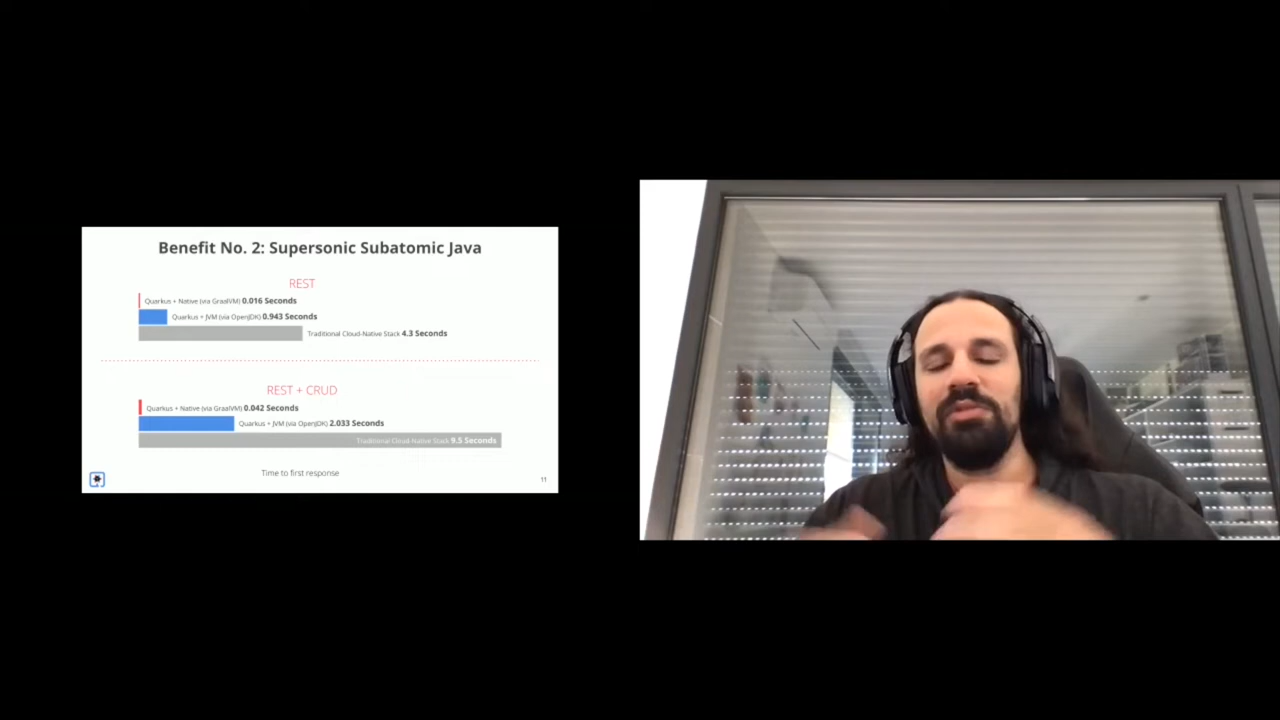 Benefit No. 2: Supersonic Subatomic Java
REST
Quarkus + Native (via GraalVM) 0.016 Seconds
Quarkus + JVM (via OpenJDK) 0.943 Seconds
Traditional Cloud-Native Stack 4.3 Seconds
REST + CRUD
Quarkus + Native (via GraalVM) 0.042 Seconds
Quarkus + JVM (via OpenJDK) 2.033 Seconds
Traditional Cloud-Native Stack 9.5 Seconds
Time to first response
11